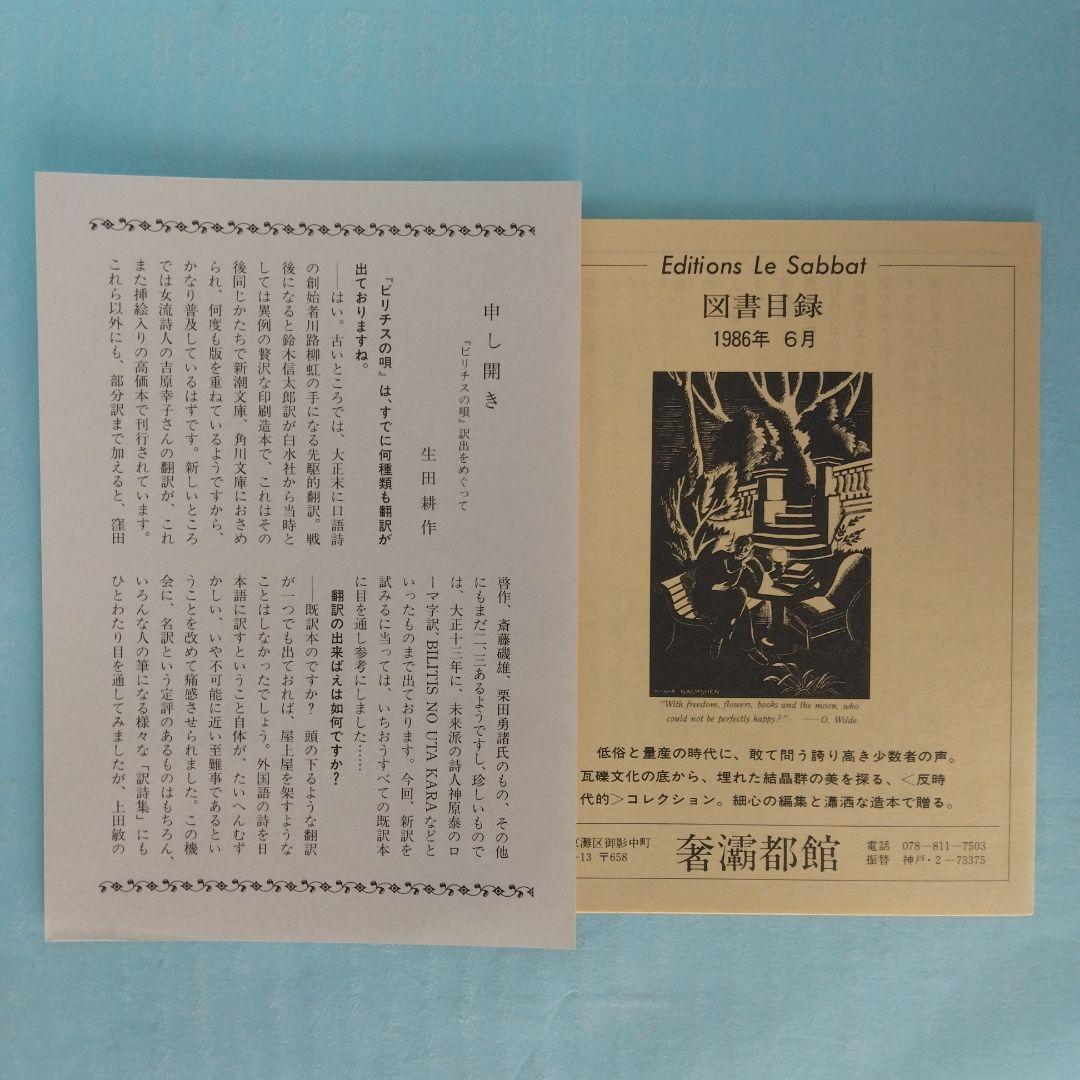 申し開き
『ビリチスの唄』訳出をめぐって
生田耕作
『ビリチスの唄』は、すでに何種類も翻訳が
出ておりますね。
――はい。古いところでは、大正末に口語詩
の創始者川路柳虹の手になる先駆的翻訳。戦
後になると鈴木信太郎訳が白水社から当時と
しては異例の贅沢な印刷造本で、これはその
後同じかたちで新潮文庫、角川文庫におさめ
られ、何度も版を重ねているようですから、
かなり普及しているはずです。新しいところ
では女流詩人の吉原幸子さんの翻訳が、これ
また挿絵入りの高価本で刊行されています。
これら以外にも、部分訳まで加えると、窪田
啓作、斎藤磯雄、栗田勇諸氏のもの、その他
にもまだ二、三あるようですし、珍しいもので
は、大正十三年に、未来派の詩人神原泰のロ
ーマ字訳、BILITIS NO UTA KARA などと
いったものまで出ております。今回、新訳を
試みるに当っては、いちおうすべての既訳本
に目を通し参考にしました……
翻訳の出来ばえは如何ですか?
――既訳本のですか? 頭の下るような翻訳
が一つでも出ておれば、屋上屋を架すような
ことはしなかったでしょう。外国語の詩を日
本語に訳すということ自体が、たいへんむず
かしい、いや不可能に近い至難事であるとい
うことを改めて痛感させられました。この機
会に、名訳という定評のあるものはもちろん、
いろんな人の筆になる様々な「訳詩集」にも
ひとわたり目を通してみましたが、上田敏の
Editions Le Sabbat
図書目録
1986年 6月
SONIA NACHSHEN
"With freedom, flowers, books and the moon, who
could not be perfectly happy?" ――O. Wilde
低俗と量産の時代に、敢て問う誇り高き少数者の声。
瓦礫文化の底から、埋れた結晶群の美を探る、<反時
代的>コレクション。細心の編集と瀟洒な造本で贈る。
灘区御影中町
-13 〒658
奢灞都館
電話 078―811―7503
振替 神戸・2―73375